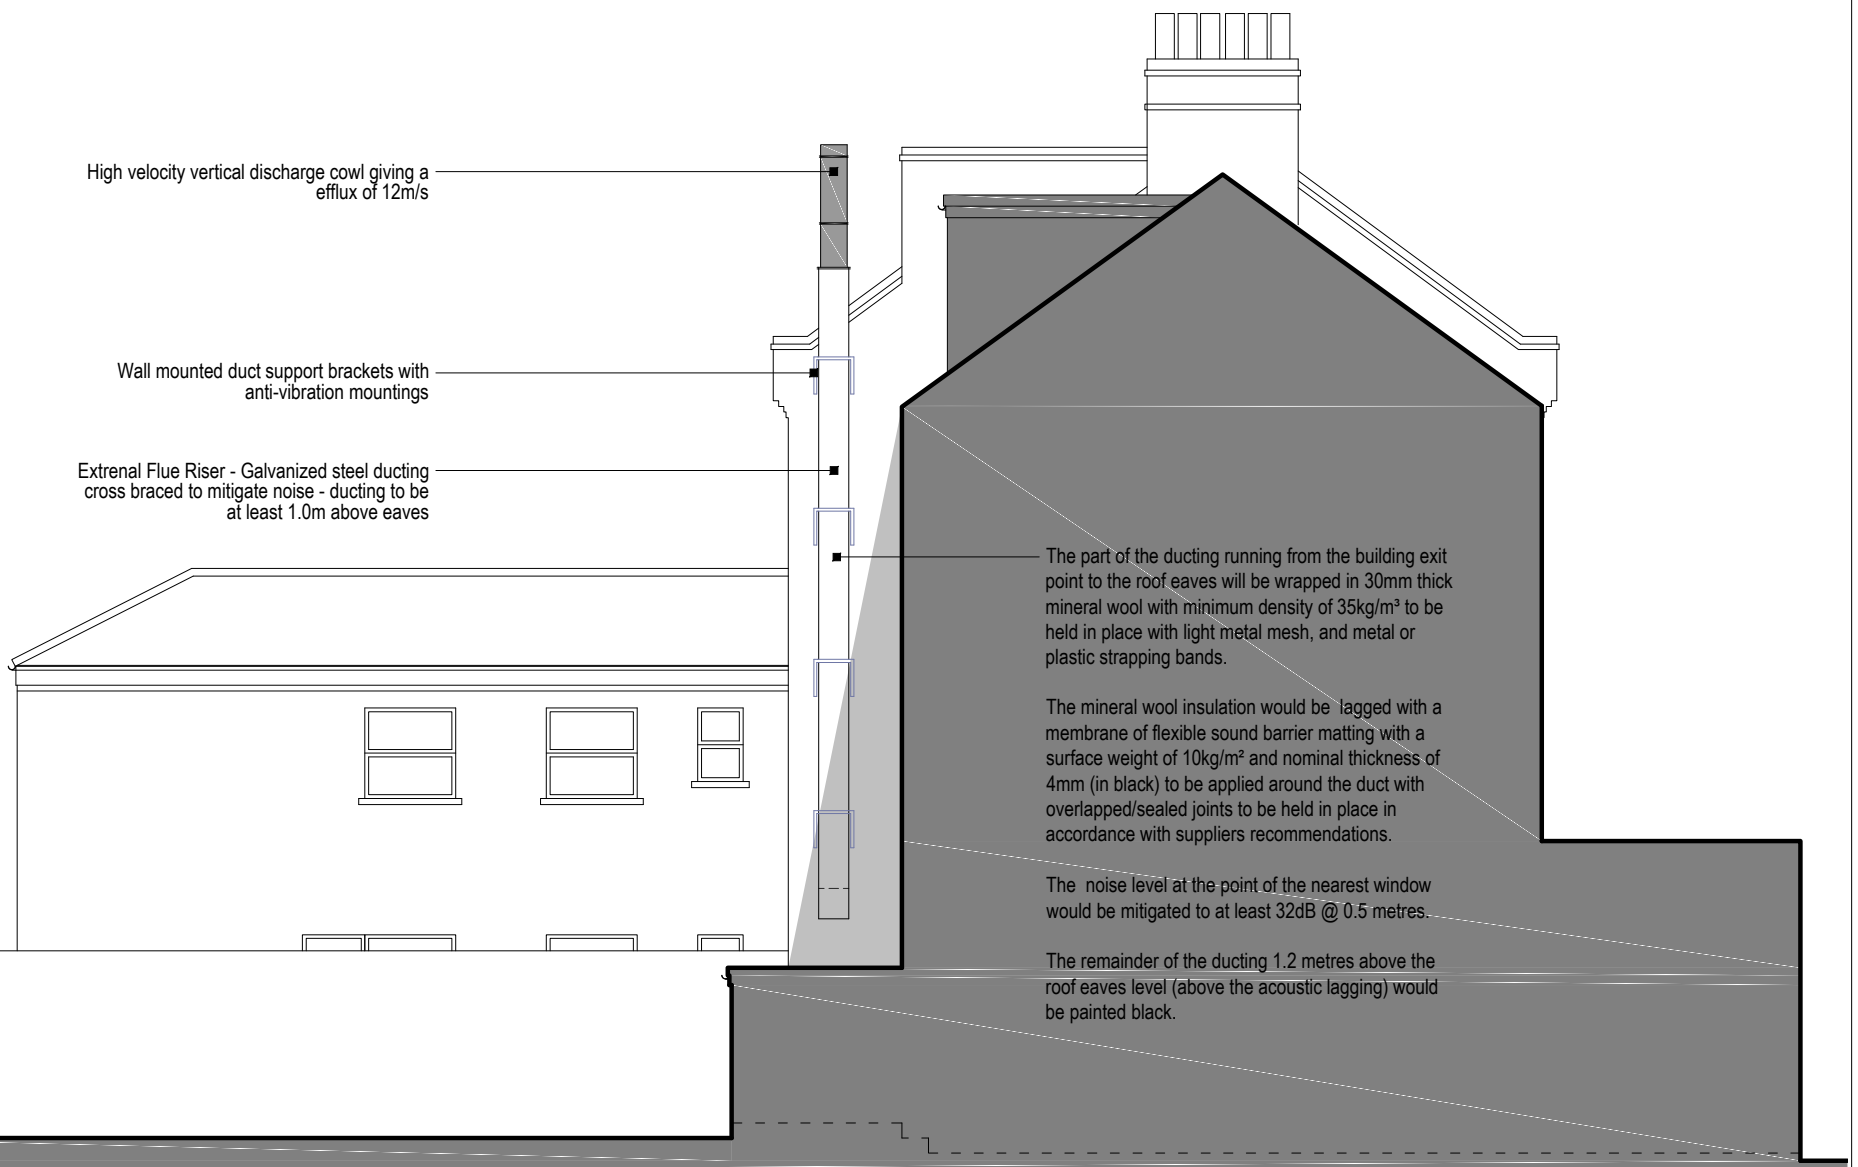 High velocity vertical discharge cowl giving a
efflux of 12m/s
Wall mounted duct support brackets with
anti-vibration mountings
Extrenal Flue Riser - Galvanized steel ducting
cross braced to mitigate noise - ducting to be
at least 1.0m above eaves
The part of the ducting running from the building exit
point to the roof eaves will be wrapped in 30mm thick
mineral wool with minimum density of 35kg/m³ to be
held in place with light metal mesh, and metal or
plastic strapping bands.
The mineral wool insulation would be lagged with a
membrane of flexible sound barrier matting with a
surface weight of 10kg/m² and nominal thickness of
4mm (in black) to be applied around the duct with
overlapped/sealed joints to be held in place in
accordance with suppliers recommendations.
The noise level at the point of the nearest window
would be mitigated to at least 32dB @ 0.5 metres.
The remainder of the ducting 1.2 metres above the
roof eaves level (above the acoustic lagging) would
be painted black.